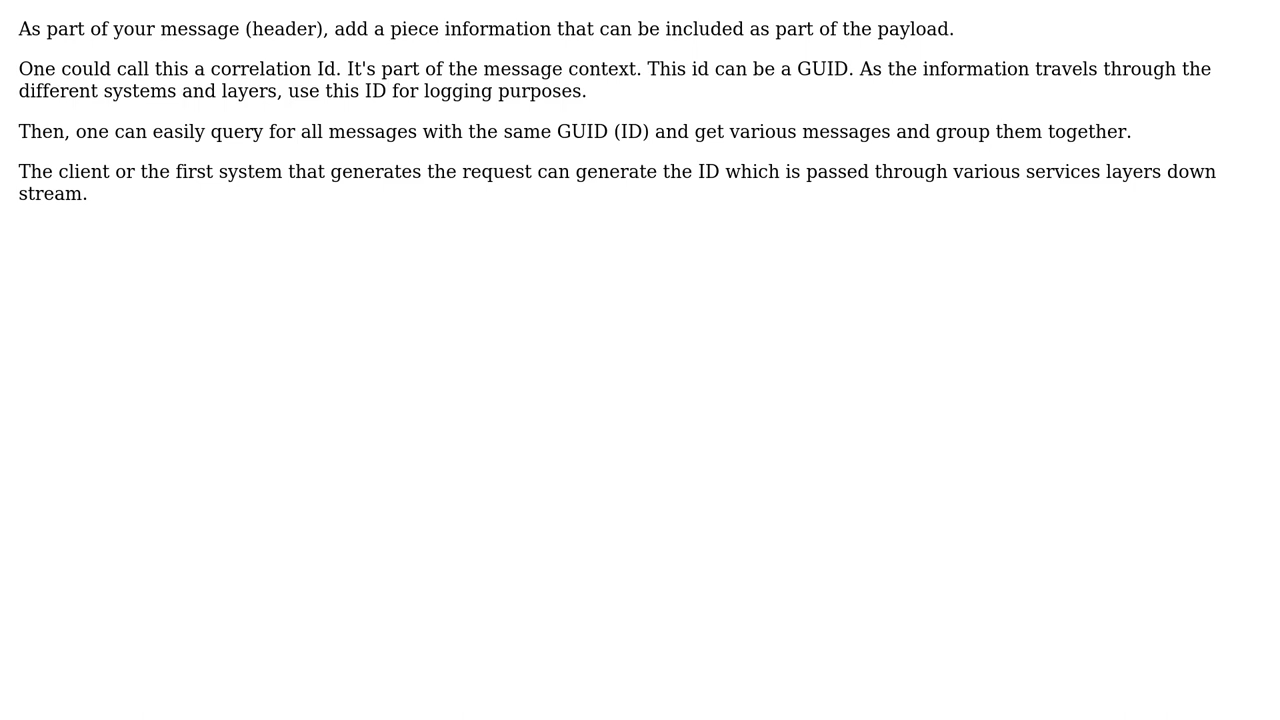 As part of your message (header), add a piece information that can be included as part of the payload.
One could call this a correlation Id. It's part of the message context. This id can be a GUID. As the information travels through the
different systems and layers, use this ID for logging purposes.
Then, one can easily query for all messages with the same GUID (ID) and get various messages and group them together.
The client or the first system that generates the request can generate the ID which is passed through various services layers down
stream.